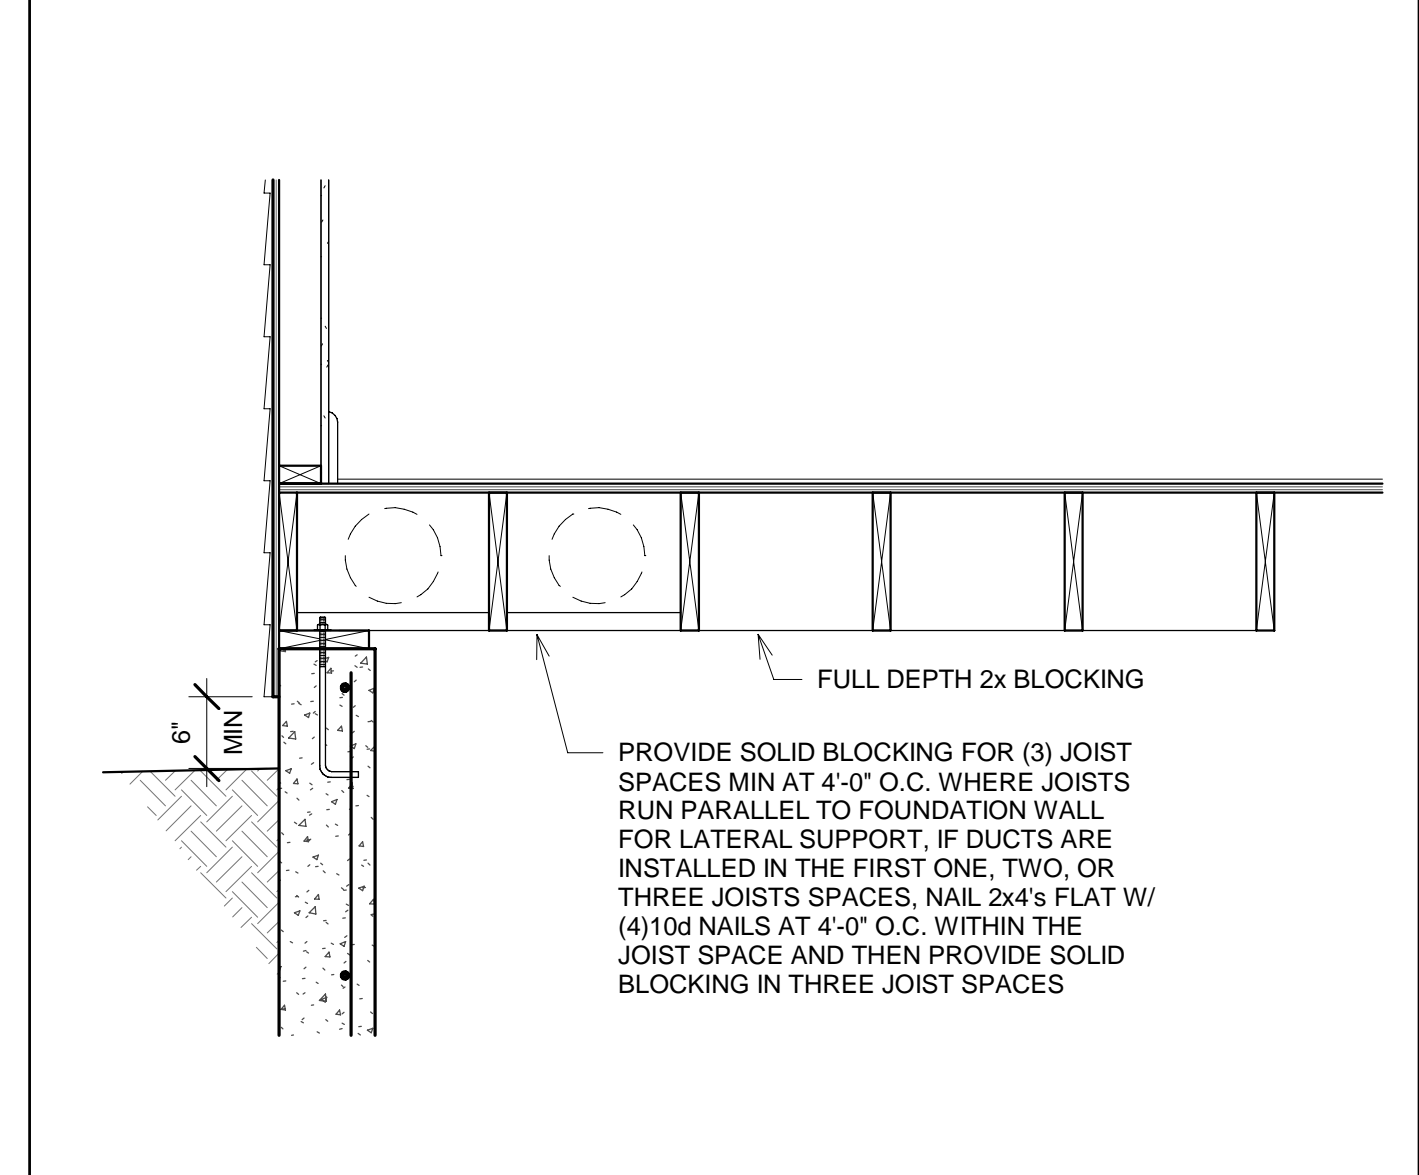 6"
MIN
FULL DEPTH 2x BLOCKING
PROVIDE SOLID BLOCKING FOR (3) JOIST
SPACES MIN AT 4'-0" O.C. WHERE JOISTS
RUN PARALLEL TO FOUNDATION WALL
FOR LATERAL SUPPORT, IF DUCTS ARE
INSTALLED IN THE FIRST ONE, TWO, OR
THREE JOISTS SPACES, NAIL 2x4's FLAT W/
(4)10d NAILS AT 4'-0" O.C. WITHIN THE
JOIST SPACE AND THEN PROVIDE SOLID
BLOCKING IN THREE JOIST SPACES